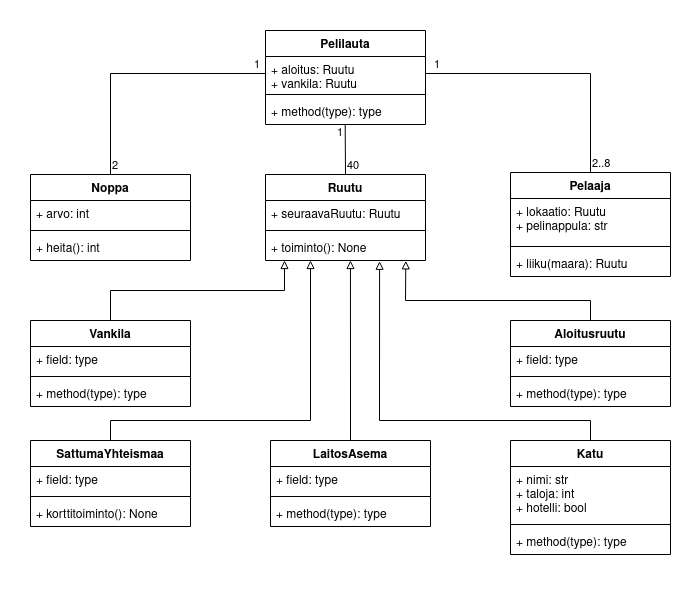 Pelilauta
+ aloitus: Ruutu
+ vankila: Ruutu
+ method(type): type
1
1
1
2
40
2..8
Noppa
+ arvo: int
+ heita(): int
Ruutu
+ seuraavaRuutu: Ruutu
+ toiminto(): None
Pelaaja
+ lokaatio: Ruutu
+ pelinappula: str
+ liiku(maara): Ruutu
Vankila
+ field: type
+ method(type): type
Aloitusruutu
+ field: type
+ method(type): type
SattumaYhteismaa
+ field: type
+ korttitoiminto(): None
LaitosAsema
+ field: type
+ method(type): type
Katu
+ nimi: str
+ taloja: int
+ hotelli: bool
+ method(type): type